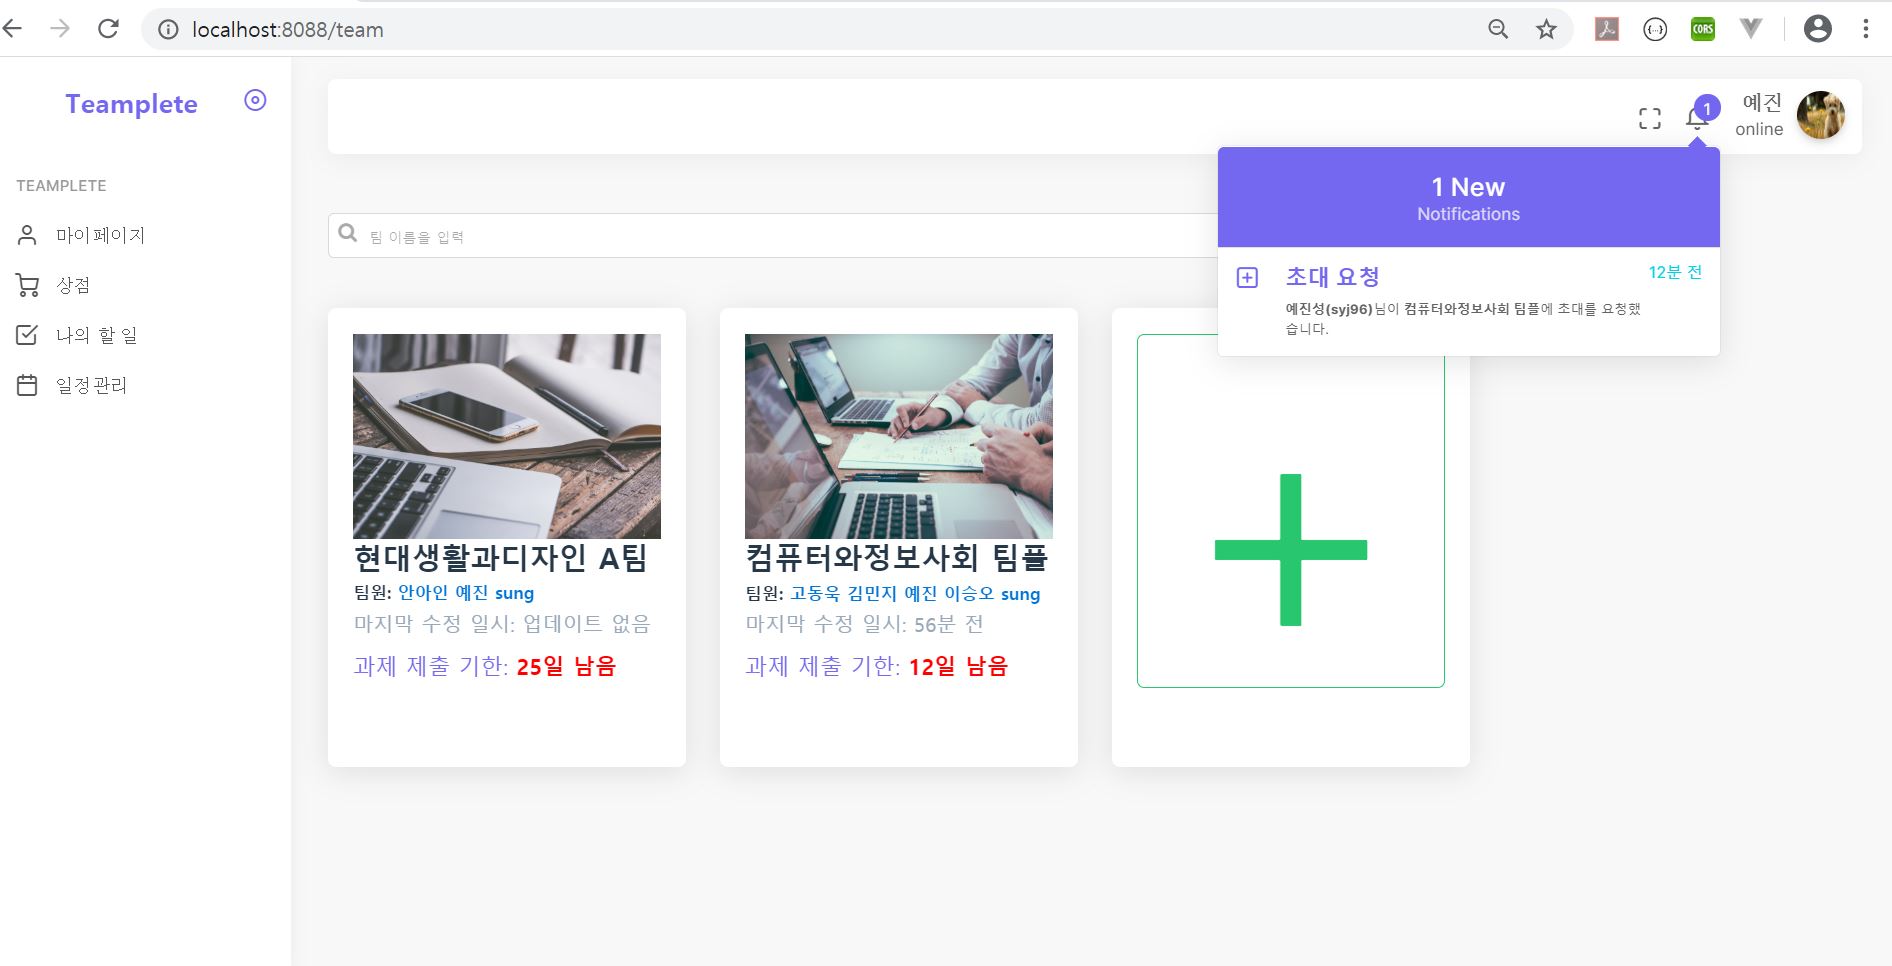 localhost:8088/team
CORS
Teamplete
1
예진
online
TEAMPLETE
마이페이지
상점
나의 할 일
일정관리
팀 이름을 입력
1 New
Notifications
초대 요청
12분 전
예진성(syj96)님이 컴퓨터와정보사회 팀플에 초대를 요청했
습니다.
현대생활과디자인 A팀
팀원: 안아인 예진 sung
마지막 수정 일시: 업데이트 없음
과제 제출 기한: 25일 남음
컴퓨터와정보사회 팀플
팀원: 고동욱 김민지 예진 이승오 sung
마지막 수정 일시: 56분 전
과제 제출 기한: 12일 남음